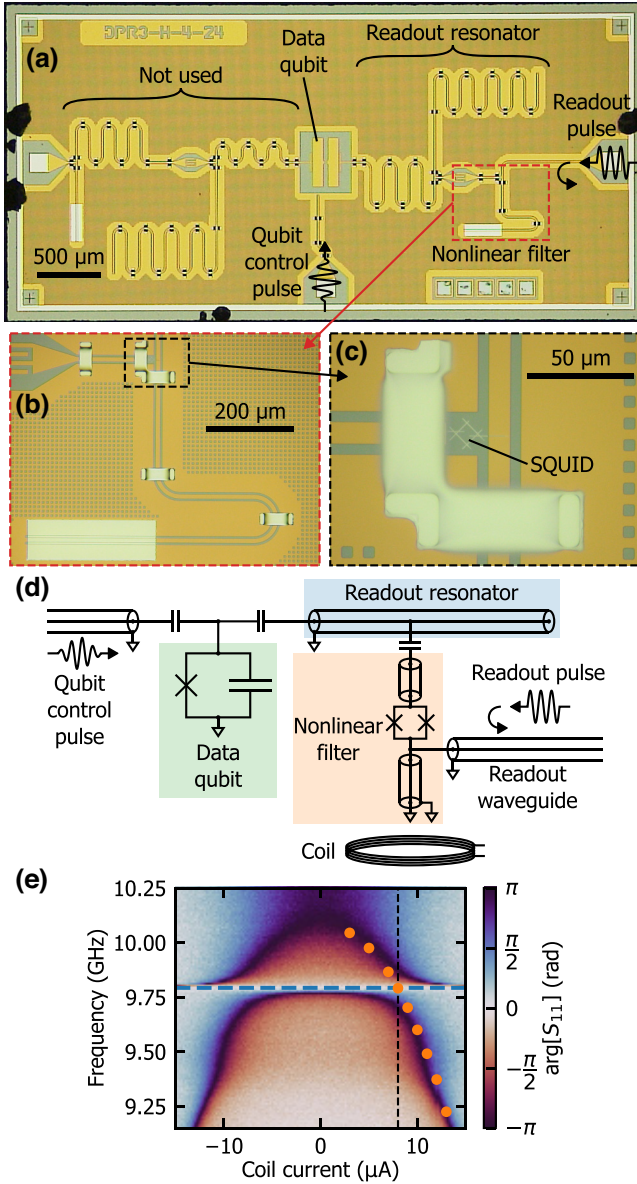 (a)
DPR3-H-4-24
Data
qubit
Readout resonator
Not used
Readout
pulse
500 μm
Qubit
control
pulse
Nonlinear filter
(b)
200 μm
(c)
50 μm
SQUID
(d)
Readout resonator
Qubit
control
pulse
Data
qubit
Nonlinear
filter
Readout pulse
Readout
waveguide
Coil
(e)
10.25
10.00
9.75
9.50
9.25
Frequency (GHz)
−10
0
10
Coil current (μA)
π
π/2
0
−π/2
−π
arg[S₁₁] (rad)